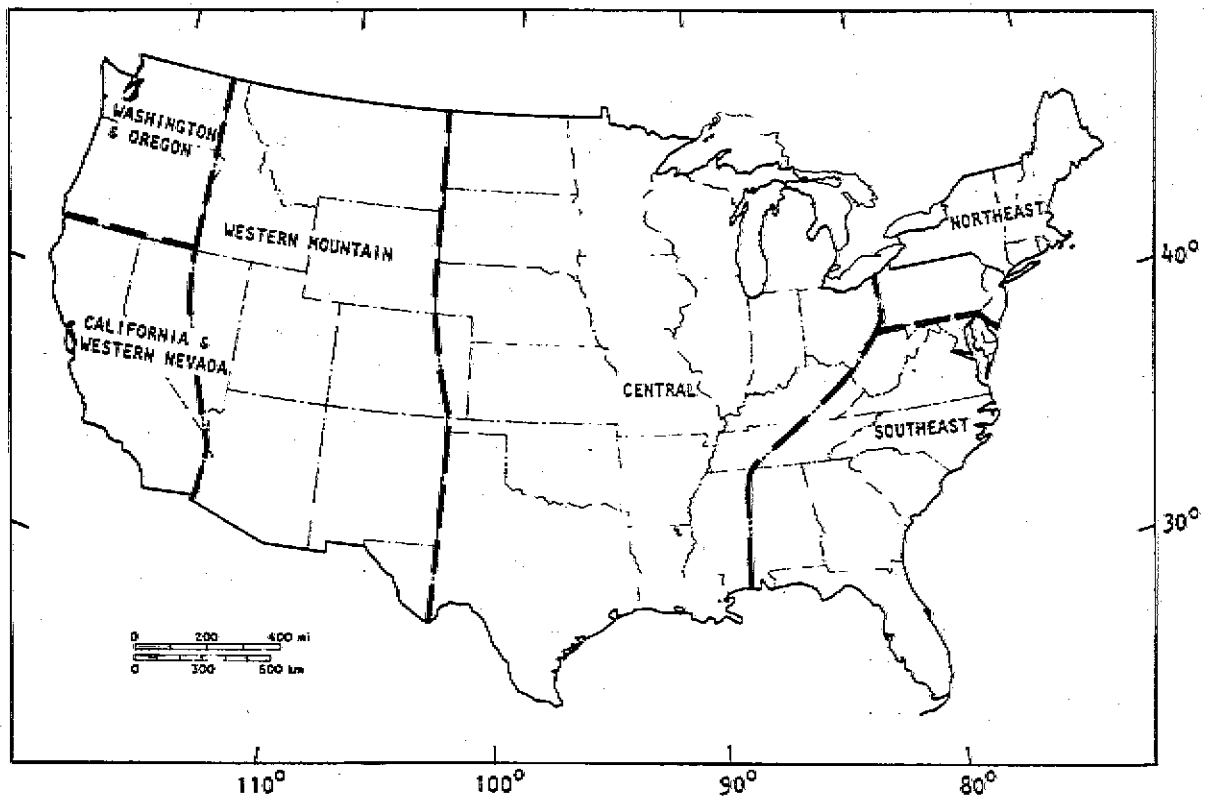 WASHINGTON
& OREGON
WESTERN MOUNTAIN
NORTHEAST
40°
CALIFORNIA &
WESTERN NEVADA
CENTRAL
SOUTHEAST
30°
0 200 400 mi
0 300 600 km
110° 100° 90° 80°